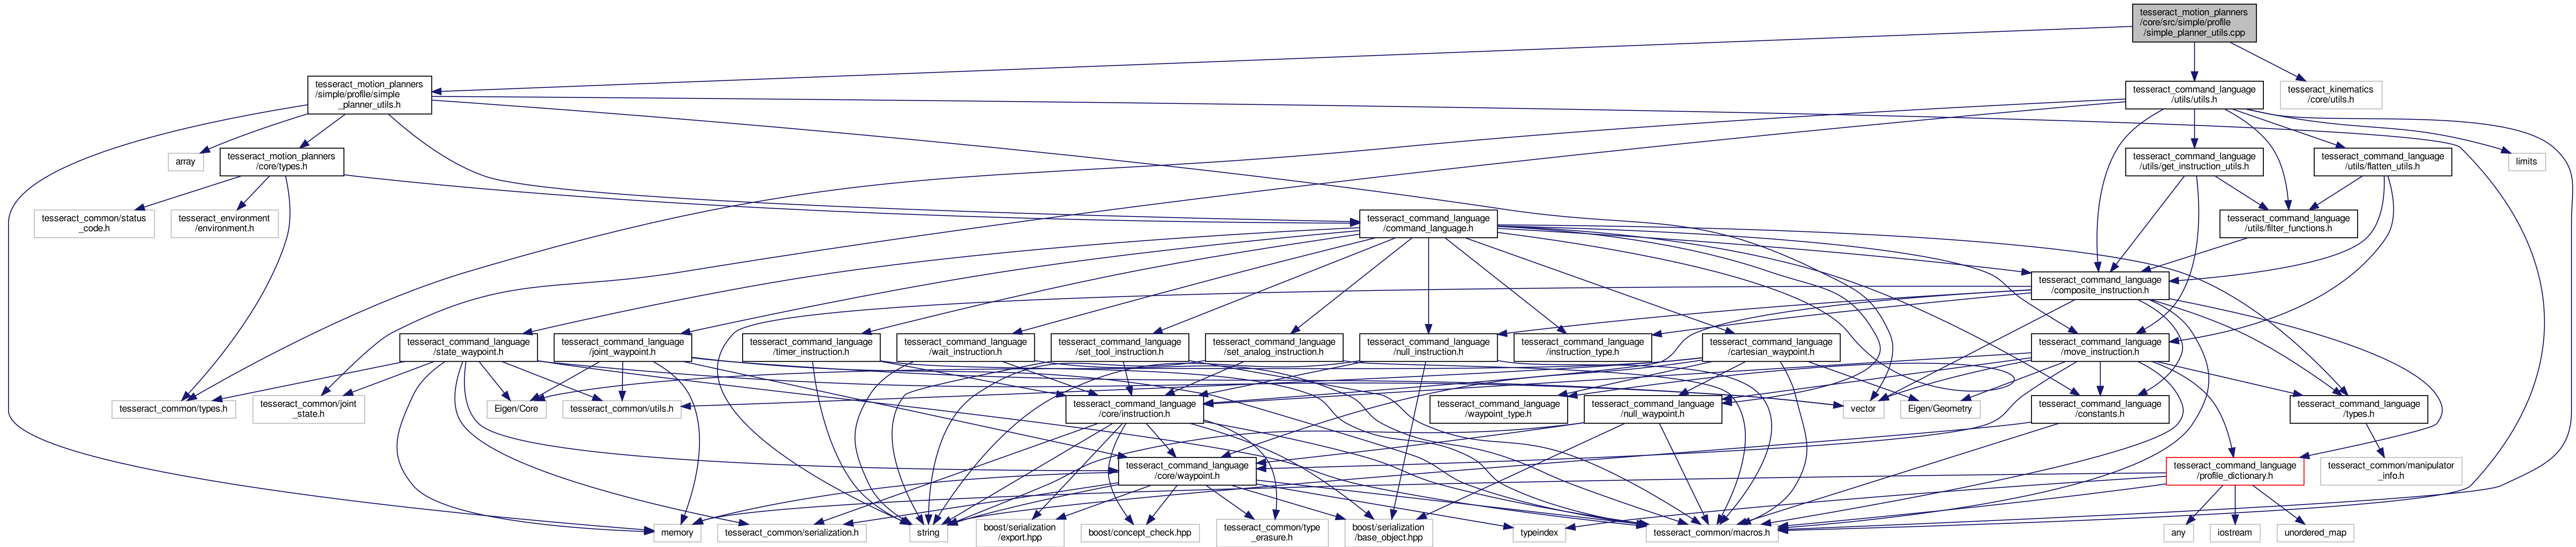 tesseract_motion_planners
/core/src/simple/profile
/simple_planner_utils.cpp
tesseract_motion_planners
/simple/profile/simple
_planner_utils.h
tesseract_command_language
/utils/utils.h
tesseract_kinematics
/core/utils.h
array
tesseract_motion_planners
/core/types.h
tesseract_command_language
/utils/get_instruction_utils.h
tesseract_command_language
/utils/flatten_utils.h
limits
tesseract_common/status
_code.h
tesseract_environment
/environment.h
tesseract_command_language
/command_language.h
tesseract_command_language
/utils/filter_functions.h
tesseract_command_language
/composite_instruction.h
tesseract_command_language
/state_waypoint.h
tesseract_command_language
/joint_waypoint.h
tesseract_command_language
/timer_instruction.h
tesseract_command_language
/wait_instruction.h
tesseract_command_language
/set_tool_instruction.h
tesseract_command_language
/set_analog_instruction.h
tesseract_command_language
/null_instruction.h
tesseract_command_language
/instruction_type.h
tesseract_command_language
/cartesian_waypoint.h
tesseract_command_language
/move_instruction.h
tesseract_common/types.h
tesseract_common/joint
_state.h
Eigen/Core
tesseract_common/utils.h
tesseract_command_language
/core/instruction.h
tesseract_command_language
/waypoint_type.h
vector
tesseract_command_language
/null_waypoint.h
Eigen/Geometry
tesseract_command_language
/constants.h
tesseract_command_language
/types.h
tesseract_command_language
/core/waypoint.h
tesseract_command_language
/profile_dictionary.h
tesseract_common/manipulator
_info.h
memory
tesseract_common/serialization.h
string
boost/serialization
/export.hpp
boost/concept_check.hpp
tesseract_common/type
_erasure.h
boost/serialization
/base_object.hpp
typeindex
tesseract_common/macros.h
any
iostream
unordered_map